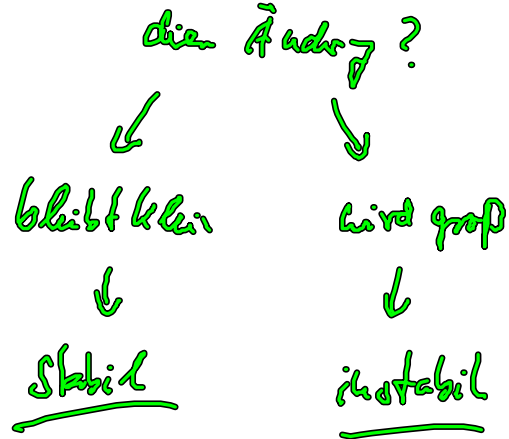 diese Änderung ?
bleibt klein wird groß
stabil instabil